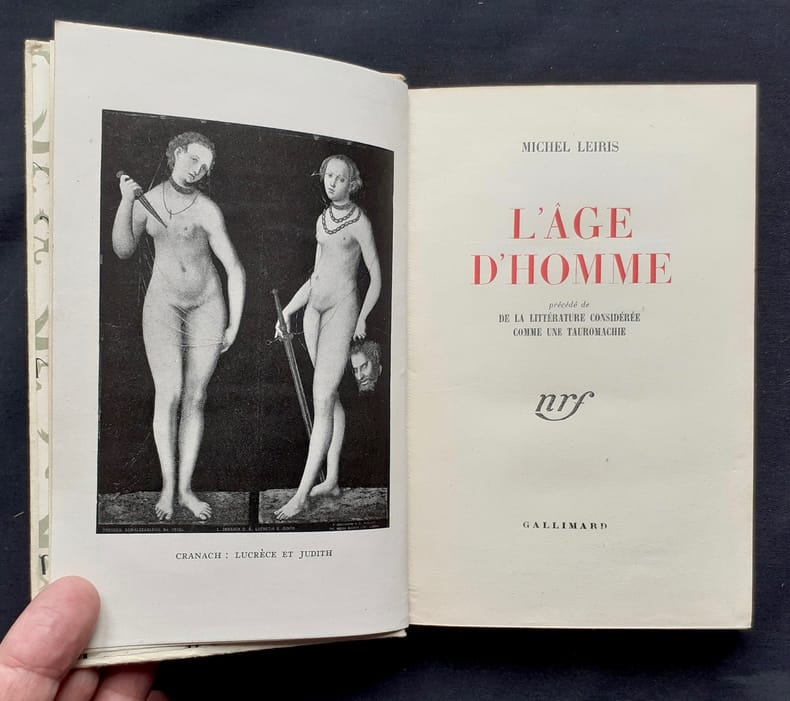 CRANACH : LUCRÈCE ET JUDITH
MICHEL LEIRIS
L'ÂGE
D'HOMME
précédé de
DE LA LITTÉRATURE CONSIDÉRÉE
COMME UNE TAUROMACHIE
nrf
GALLIMARD